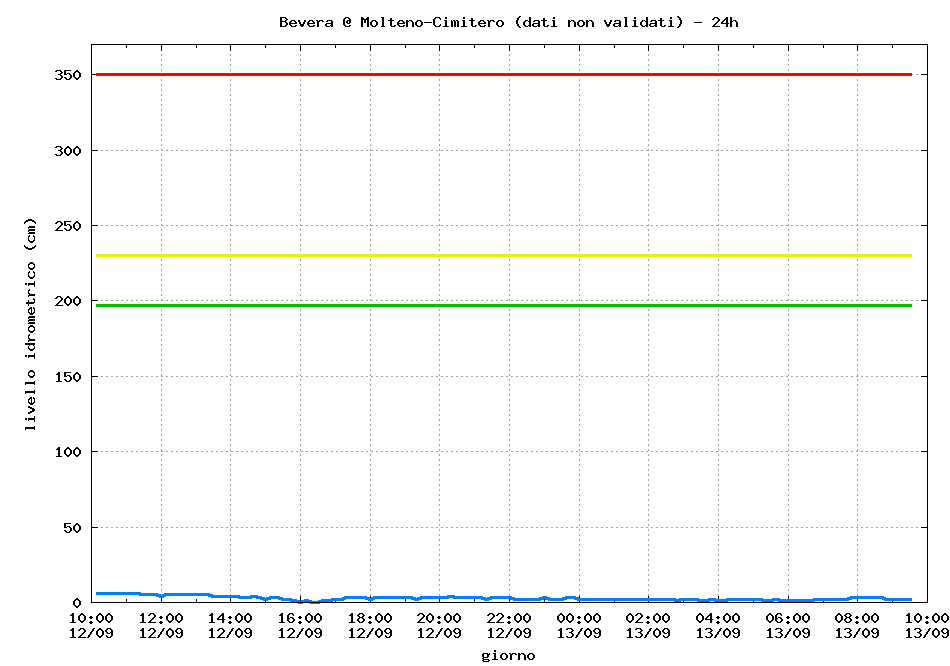 Bevera @ Molteno-Cimitero (dati non validati) - 24h
livello idrometrico (cm)
350
300
250
200
150
100
50
0
10:00 12:00 14:00 16:00 18:00 20:00 22:00 00:00 02:00 04:00 06:00 08:00 10:00
12/09 12/09 12/09 12/09 12/09 12/09 12/09 13/09 13/09 13/09 13/09 13/09 13/09
giorno